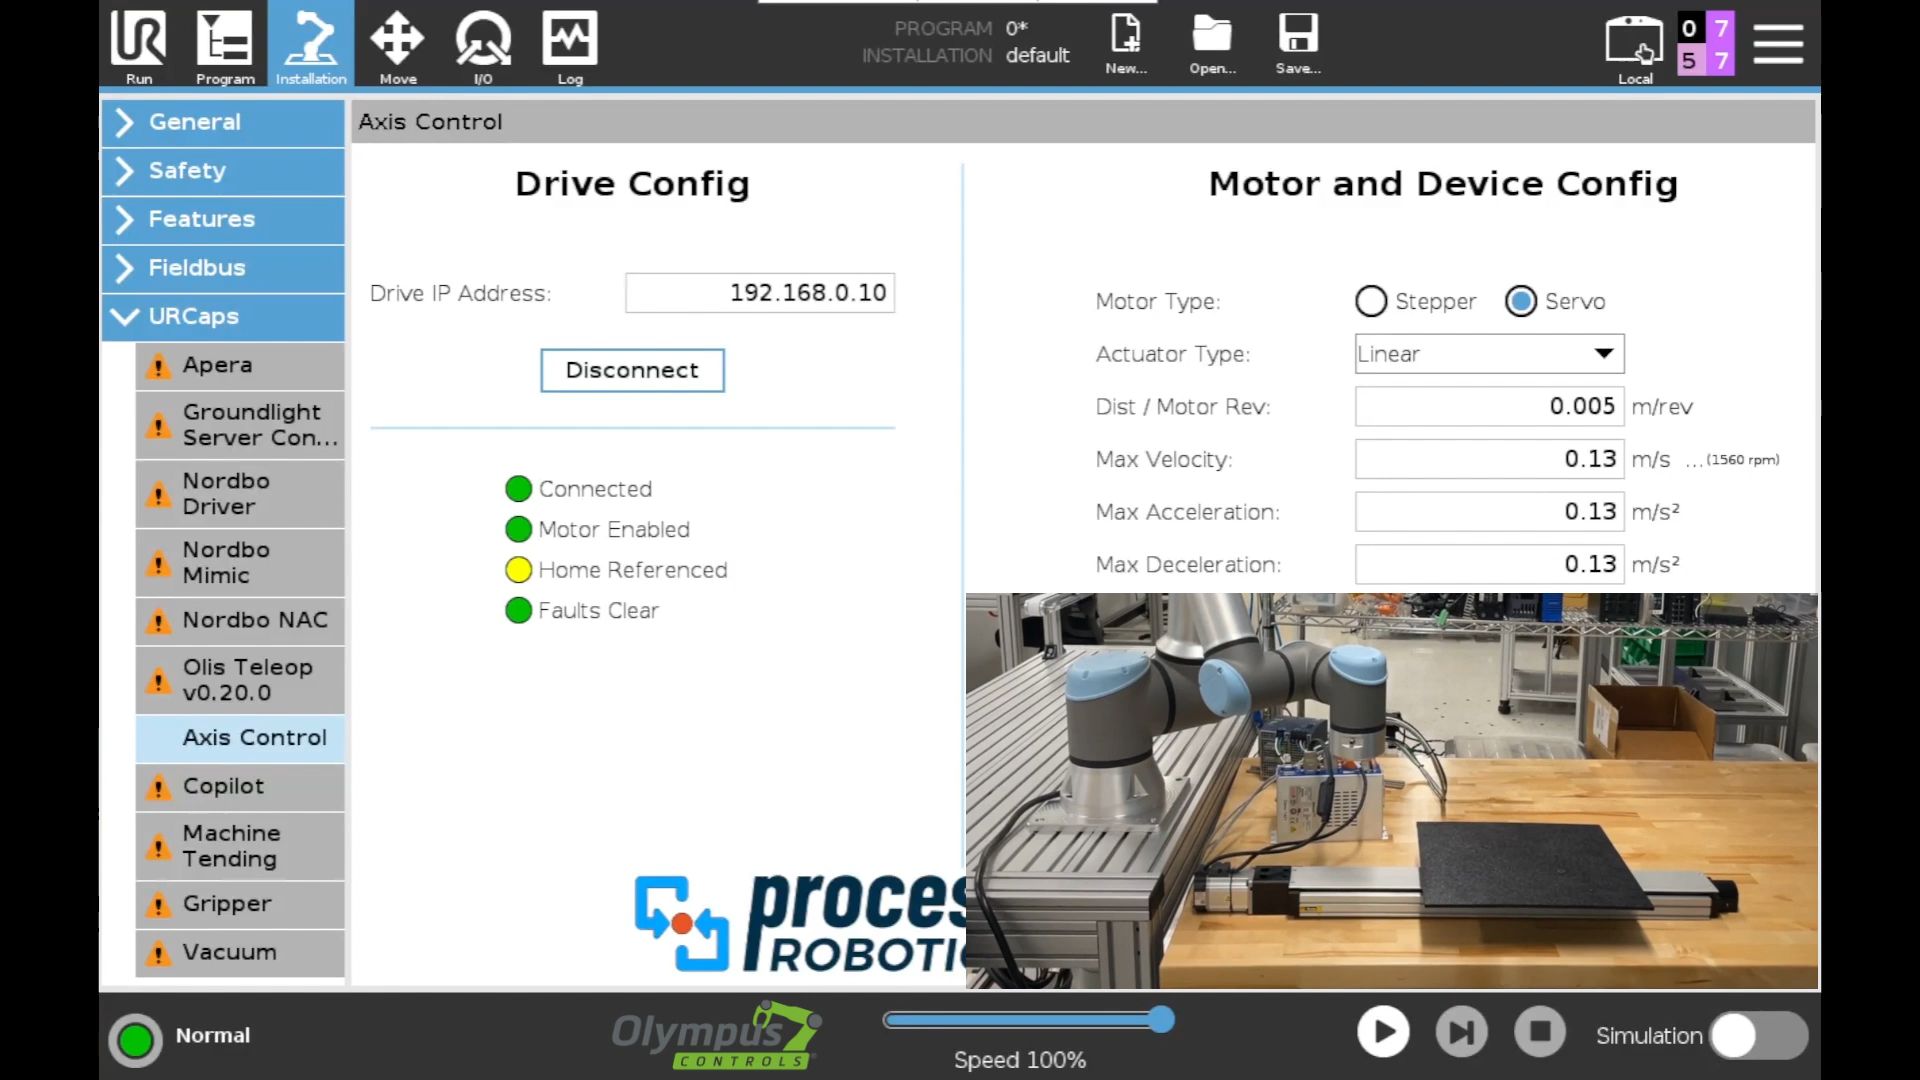 PROGRAM 0*
INSTALLATION default
Run
Program
Installation
Move
I/O
Log
New...
Open...
Save...
Local
0 7
5 7
General
Safety
Features
Fieldbus
URCaps
Apera
Groundlight
Server Con...
Nordbo
Driver
Nordbo
Mimic
Nordbo NAC
Olis Teleop
v0.20.0
Axis Control
Copilot
Machine
Tending
Gripper
Vacuum
Axis Control
Drive Config
Drive IP Address: 192.168.0.10
Disconnect
Connected
Motor Enabled
Home Referenced
Faults Clear
Motor and Device Config
Motor Type: Stepper Servo
Actuator Type: Linear
Dist / Motor Rev: 0.005 m/rev
Max Velocity: 0.13 m/s ...(1560 rpm)
Max Acceleration: 0.13 m/s²
Max Deceleration: 0.13 m/s²
proces
ROBOTIC
Normal
Olympus
CONTROLS
Speed 100%
Simulation